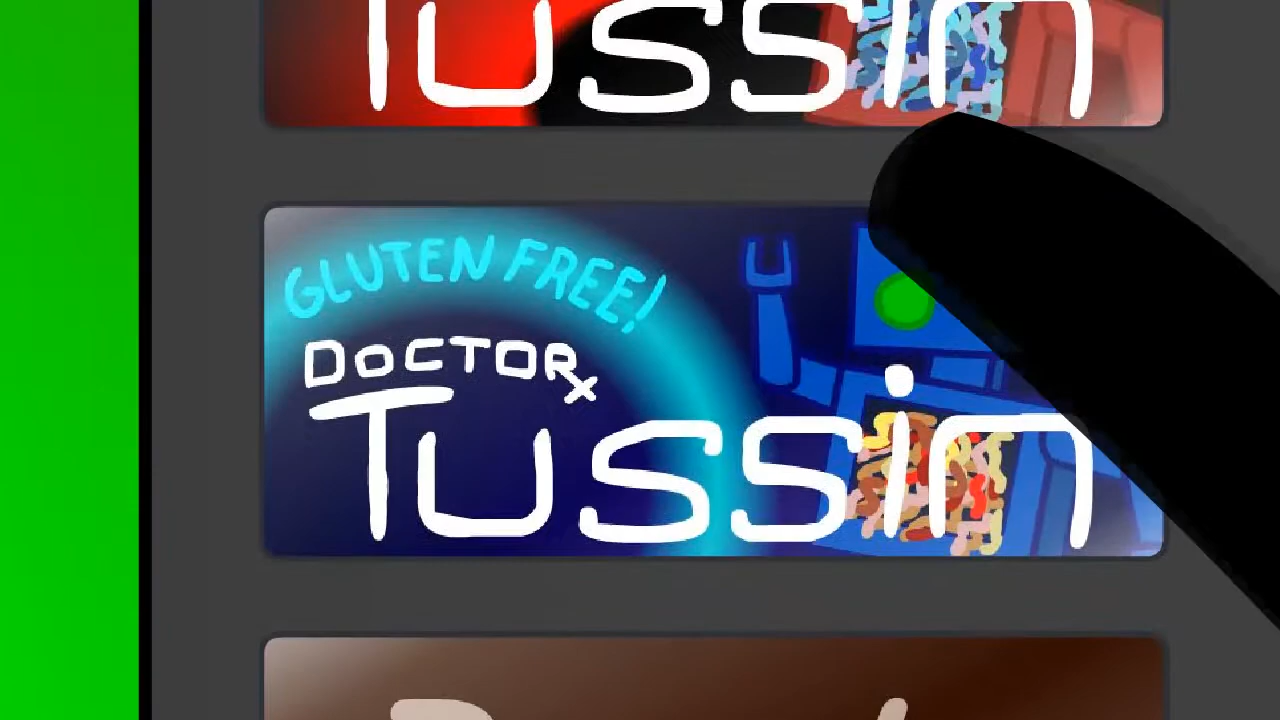 Tussin
GLUTEN FREE!
DOCTOR
x
Tussin